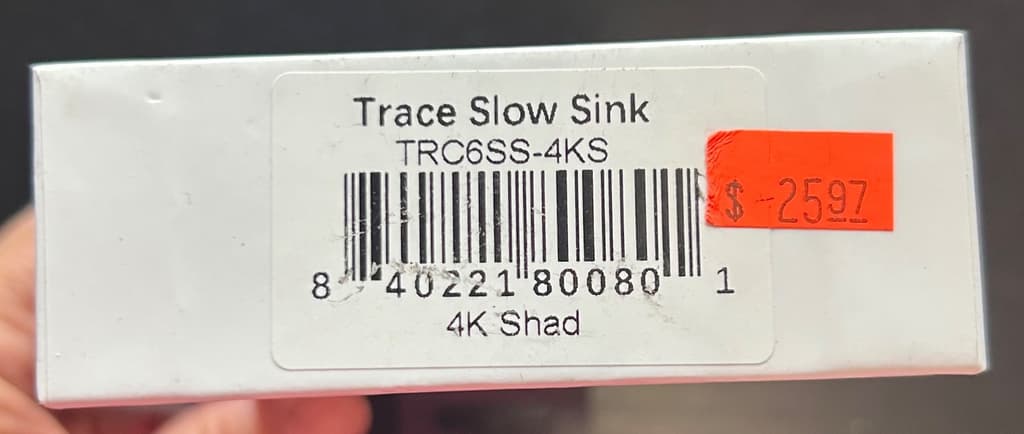 Trace Slow Sink
TRC6SS-4KS
$ -2597
8 40221 80080 1
4K Shad